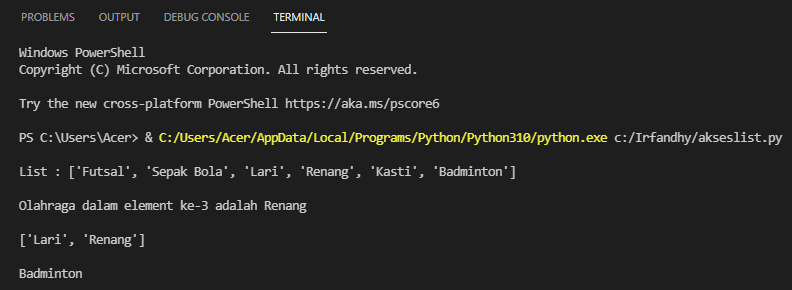 PROBLEMS OUTPUT DEBUG CONSOLE TERMINAL
Windows PowerShell
Copyright (C) Microsoft Corporation. All rights reserved.
Try the new cross-platform PowerShell https://aka.ms/pscore6
PS C:\Users\Acer> & C:/Users/Acer/AppData/Local/Programs/Python/Python310/python.exe c:/Irfandhy/akseslist.py
List : ['Futsal', 'Sepak Bola', 'Lari', 'Renang', 'Kasti', 'Badminton']
Olahraga dalam element ke-3 adalah Renang
['Lari', 'Renang']
Badminton